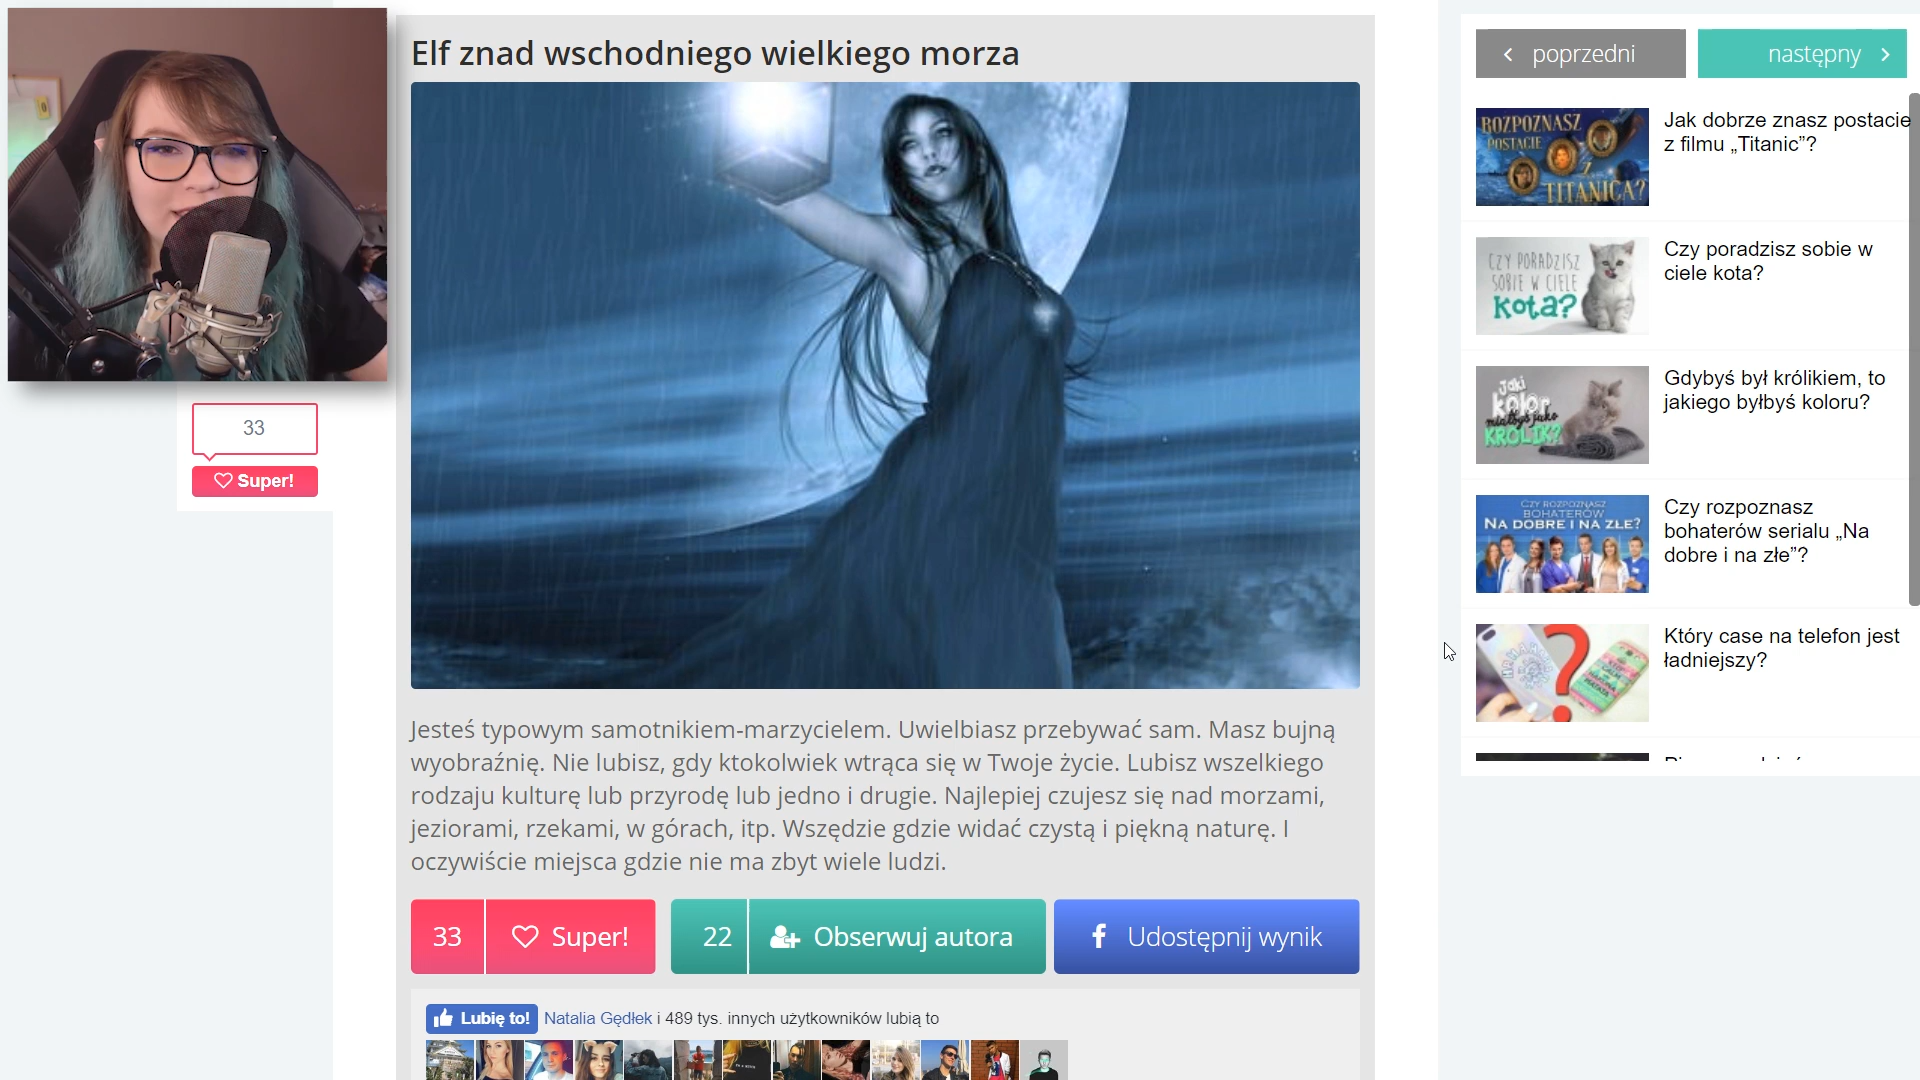 Elf znad wschodniego wielkiego morza
33
Super!
Jesteś typowym samotnikiem-marzycielem. Uwielbiasz przebywać sam. Masz bujną
wyobraźnię. Nie lubisz, gdy ktokolwiek wtrąca się w Twoje życie. Lubisz wszelkiego
rodzaju kulturę lub przyrodę lub jedno i drugie. Najlepiej czujesz się nad morzami,
jeziorami, rzekami, w górach, itp. Wszędzie gdzie widać czystą i piękną naturę. I
oczywiście miejsca gdzie nie ma zbyt wiele ludzi.
33 Super!
22 Obserwuj autora
Udostępnij wynik
Lubię to! Natalia Gędłek i 489 tys. innych użytkowników lubią to
poprzedni
następny
ROZPOZNASZ
POSTACIE
Z
TITANICA?
Jak dobrze znasz postacie
z filmu „Titanic”?
CZY PORADZISZ
SOBIE W CIELE
kota?
Czy poradzisz sobie w
ciele kota?
Jaki
kolor
miałbyś jako
KRÓLIK?
Gdybyś był królikiem, to
jakiego byłbyś koloru?
CZY ROZPOZNASZ
BOHATERÓW
NA DOBRE I NA ZŁE?
Czy rozpoznasz
bohaterów serialu „Na
dobre i na złe”?
?
Który case na telefon jest
ładniejszy?